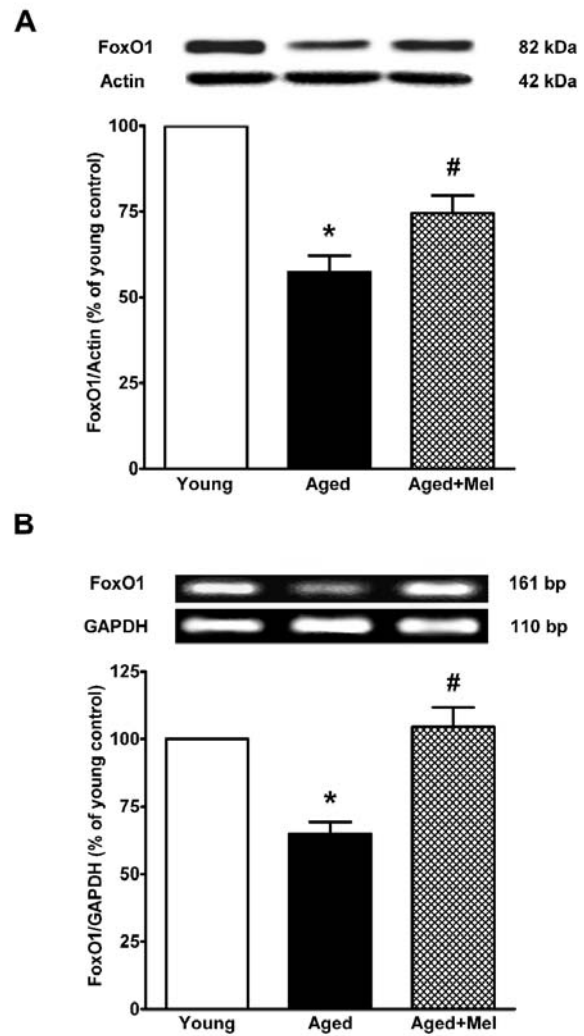 A
FoxO1 82 kDa
Actin 42 kDa
FoxO1/Actin (% of young control)
100
75
50
25
0
*
#
Young Aged Aged+Mel
B
FoxO1 161 bp
GAPDH 110 bp
FoxO1/GAPDH (% of young control)
125
100
75
50
25
0
*
#
Young Aged Aged+Mel